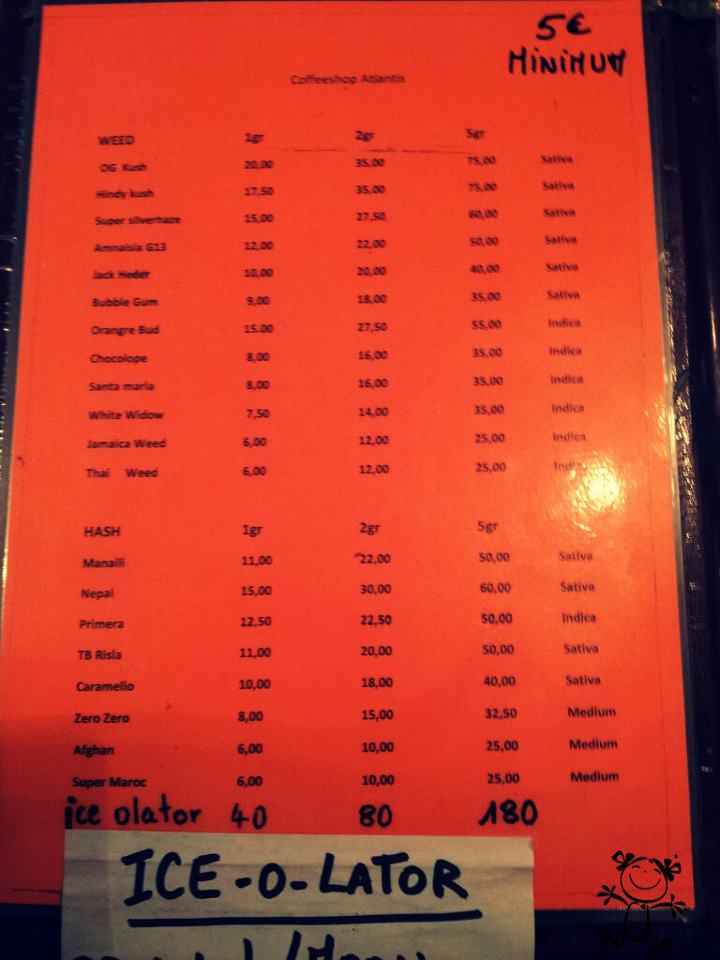 5€
MINIMUM
Coffeeshop Atlantis
WEED 1gr 2gr 5gr
OG Kush 20,00 35,00 75,00 Sativa
Hindy kush 17,50 35,00 75,00 Sativa
Super silverhaze 15,00 27,50 60,00 Sativa
Amnaisia G13 12,00 22,00 50,00 Sativa
Jack Heder 10,00 20,00 40,00 Sativa
Bubble Gum 9,00 18,00 35,00 Sativa
Orangre Bud 15.00 27,50 55,00 Indica
Chocolope 8,00 16,00 35,00 Indica
Santa maria 8,00 16,00 35,00 Indica
White Widow 7,50 14,00 35,00 Indica
Jamaica Weed 6,00 12,00 25,00 Indica
Thai Weed 6,00 12,00 25,00 Indica
HASH 1gr 2gr 5gr
Manaili 11,00 22,00 50,00 Sativa
Nepal 15,00 30,00 60,00 Sativa
Primera 12,50 22,50 50,00 Indica
TB Risla 11,00 20,00 50,00 Sativa
Caramello 10,00 18,00 40,00 Sativa
Zero Zero 8,00 15,00 32,50 Medium
Afghan 6,00 10,00 25,00 Medium
Super Maroc 6,00 10,00 25,00 Medium
ice olator 40 80 180
ICE-O-LATOR